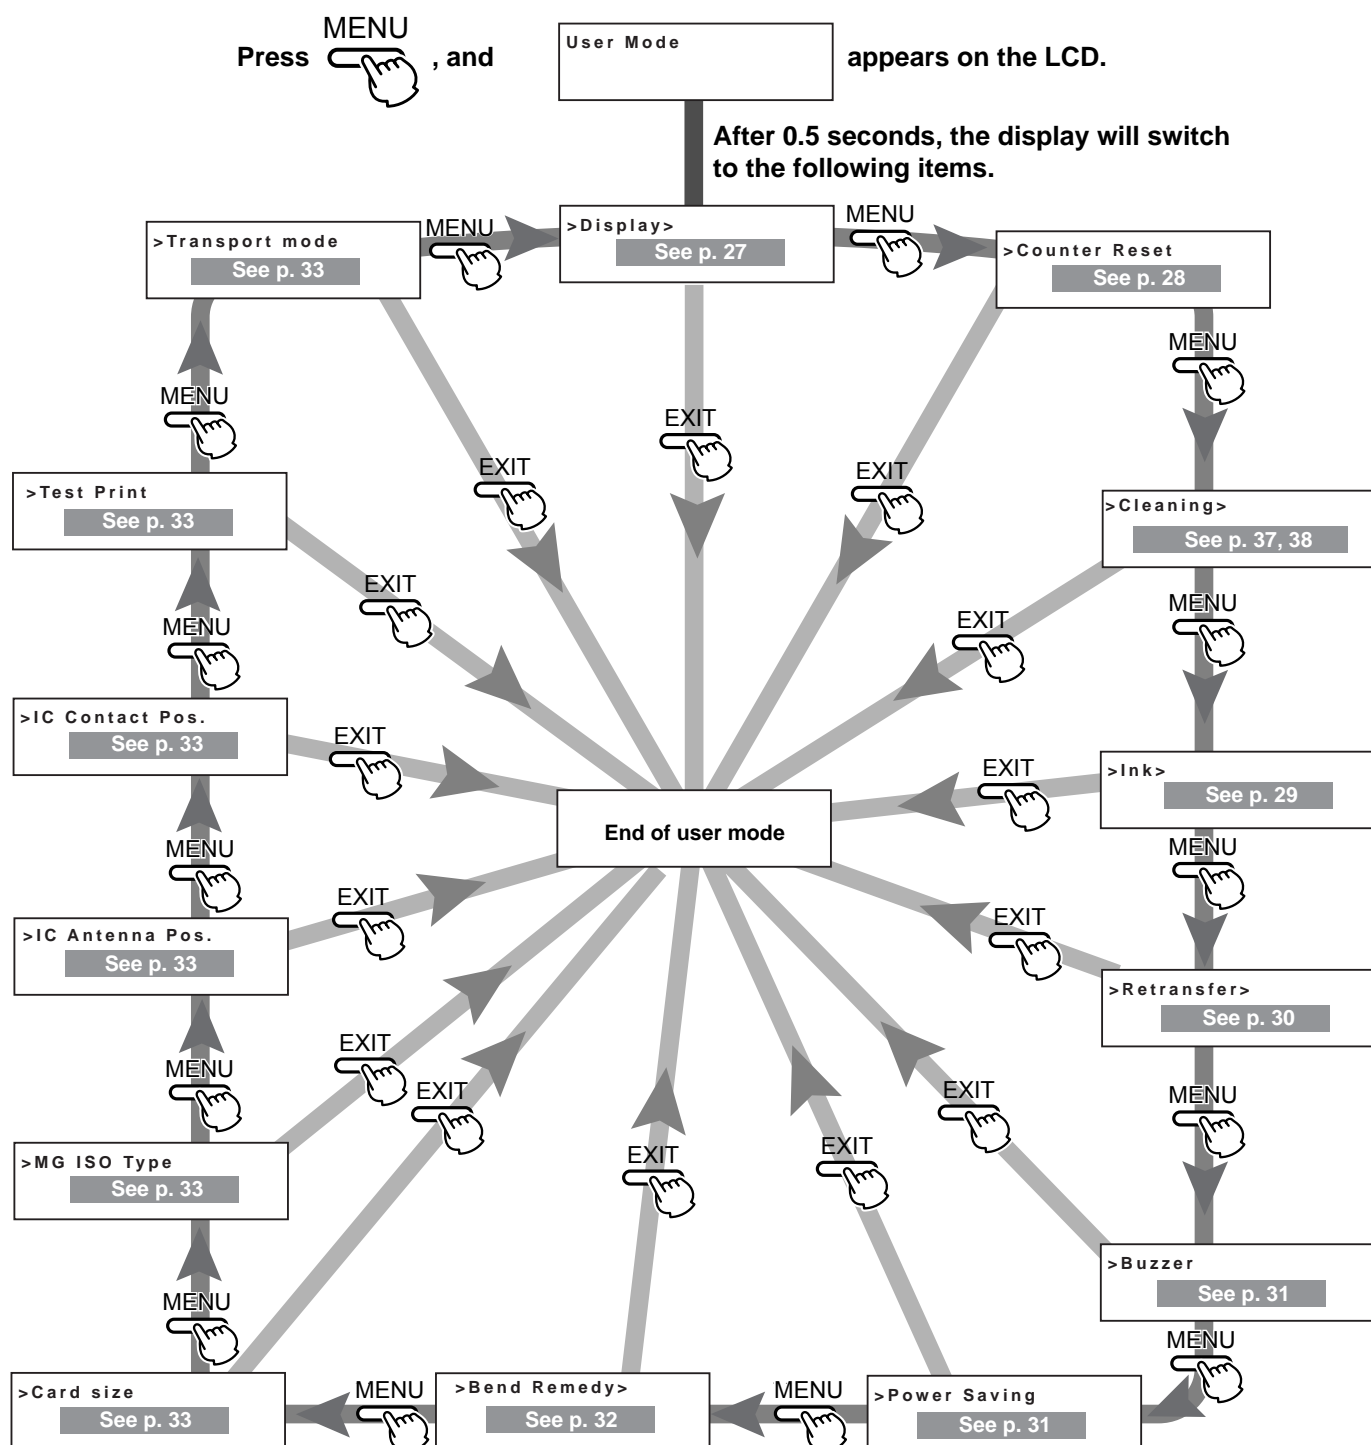 MENU
Press , and User Mode appears on the LCD.
After 0.5 seconds, the display will switch
to the following items.
>Transport mode
See p. 33
MENU
>Display>
See p. 27
MENU
>Counter Reset
See p. 28
MENU
MENU
EXIT
EXIT
EXIT
>Test Print
See p. 33
>Cleaning>
See p. 37, 38
EXIT
MENU
EXIT
MENU
>IC Contact Pos.
See p. 33
EXIT
EXIT
>Ink>
See p. 29
End of user mode
MENU
MENU
EXIT
EXIT
>IC Antenna Pos.
See p. 33
>Retransfer>
See p. 30
EXIT
MENU
EXIT
EXIT
MENU
EXIT
EXIT
>MG ISO Type
See p. 33
>Buzzer
See p. 31
MENU
MENU
>Card size
See p. 33
MENU
>Bend Remedy>
See p. 32
MENU
>Power Saving
See p. 31